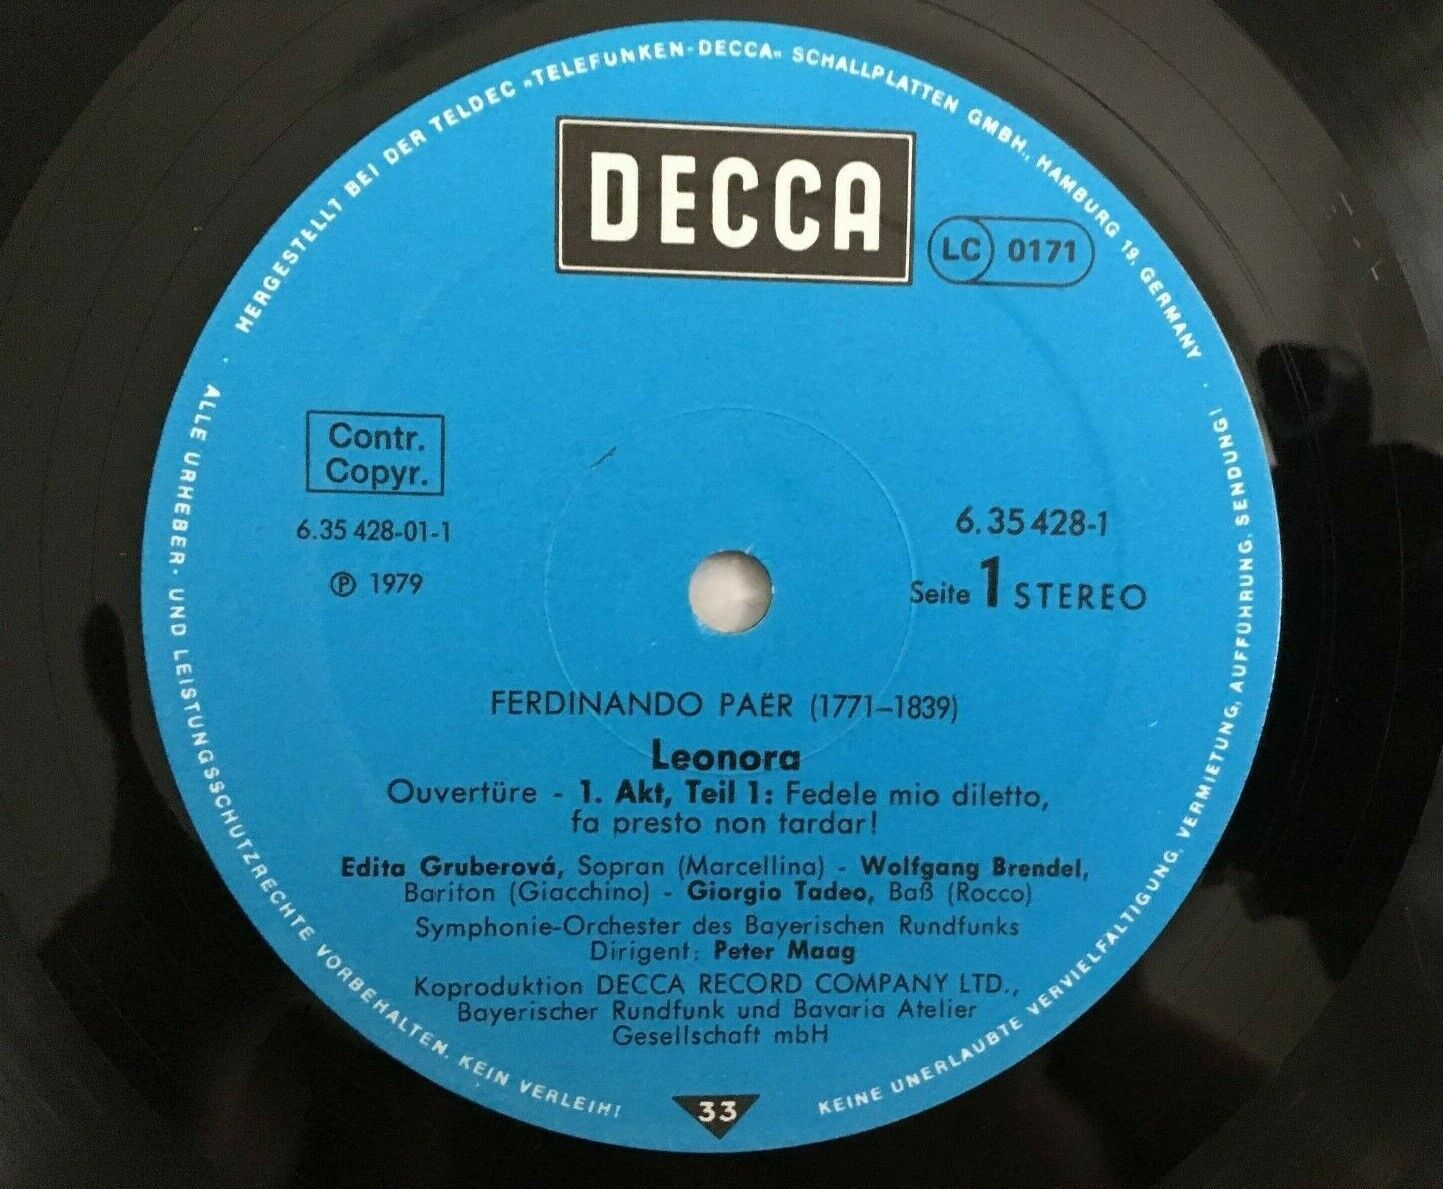 HERGESTELLT BEI DER TELDEC »TELEFUNKEN-DECCA« SCHALLPLATTEN GMBH, HAMBURG 19, GERMANY
DECCA
LC 0171
Contr.
Copyr.
6.35 428-01-1
℗ 1979
6.35 428-1
Seite 1 STEREO
FERDINANDO PAËR (1771–1839)
Leonora
Ouvertüre - 1. Akt, Teil 1: Fedele mio diletto,
fa presto non tardar!
Edita Gruberová, Sopran (Marcellina) - Wolfgang Brendel,
Bariton (Giacchino) - Giorgio Tadeo, Baß (Rocco)
Symphonie-Orchester des Bayerischen Rundfunks
Dirigent: Peter Maag
Koproduktion DECCA RECORD COMPANY LTD.,
Bayerischer Rundfunk und Bavaria Atelier
Gesellschaft mbH
33
ALLE URHEBER- UND LEISTUNGSSCHUTZRECHTE VORBEHALTEN. KEIN VERLEIH!
KEINE UNERLAUBTE VERVIELFALTIGUNG, VERMIETUNG, AUFFÜHRUNG, SENDUNG!